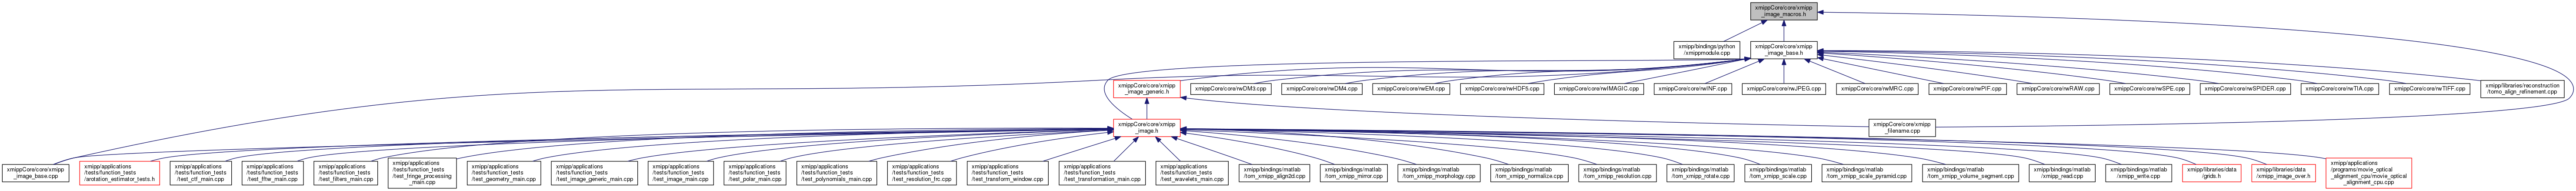 xmippCore/core/xmipp
_image_macros.h
xmipp/bindings/python
/xmippmodule.cpp
xmippCore/core/xmipp
_image_base.h
xmippCore/core/xmipp
_image_generic.h
xmippCore/core/rwDM3.cpp
xmippCore/core/rwDM4.cpp
xmippCore/core/rwEM.cpp
xmippCore/core/rwHDF5.cpp
xmippCore/core/rwIMAGIC.cpp
xmippCore/core/rwINF.cpp
xmippCore/core/rwJPEG.cpp
xmippCore/core/rwMRC.cpp
xmippCore/core/rwPIF.cpp
xmippCore/core/rwRAW.cpp
xmippCore/core/rwSPE.cpp
xmippCore/core/rwSPIDER.cpp
xmippCore/core/rwTIA.cpp
xmippCore/core/rwTIFF.cpp
xmipp/libraries/reconstruction
/tomo_align_refinement.cpp
xmippCore/core/xmipp
_image.h
xmippCore/core/xmipp
_filename.cpp
xmippCore/core/xmipp
_image_base.cpp
xmipp/applications
/tests/function_tests
/arotation_estimator_tests.h
xmipp/applications
/tests/function_tests
/test_ctf_main.cpp
xmipp/applications
/tests/function_tests
/test_fftw_main.cpp
xmipp/applications
/tests/function_tests
/test_filters_main.cpp
xmipp/applications
/tests/function_tests
/test_fringe_processing
_main.cpp
xmipp/applications
/tests/function_tests
/test_geometry_main.cpp
xmipp/applications
/tests/function_tests
/test_image_generic_main.cpp
xmipp/applications
/tests/function_tests
/test_image_main.cpp
xmipp/applications
/tests/function_tests
/test_polar_main.cpp
xmipp/applications
/tests/function_tests
/test_polynomials_main.cpp
xmipp/applications
/tests/function_tests
/test_resolution_frc.cpp
xmipp/applications
/tests/function_tests
/test_transform_window.cpp
xmipp/applications
/tests/function_tests
/test_transformation_main.cpp
xmipp/applications
/tests/function_tests
/test_wavelets_main.cpp
xmipp/bindings/matlab
/tom_xmipp_align2d.cpp
xmipp/bindings/matlab
/tom_xmipp_mirror.cpp
xmipp/bindings/matlab
/tom_xmipp_morphology.cpp
xmipp/bindings/matlab
/tom_xmipp_normalize.cpp
xmipp/bindings/matlab
/tom_xmipp_resolution.cpp
xmipp/bindings/matlab
/tom_xmipp_rotate.cpp
xmipp/bindings/matlab
/tom_xmipp_scale.cpp
xmipp/bindings/matlab
/tom_xmipp_scale_pyramid.cpp
xmipp/bindings/matlab
/tom_xmipp_volume_segment.cpp
xmipp/bindings/matlab
/xmipp_read.cpp
xmipp/bindings/matlab
/xmipp_write.cpp
xmipp/libraries/data
/grids.h
xmipp/libraries/data
/xmipp_image_over.h
xmipp/applications
/programs/movie_optical
_alignment_cpu/movie_optical
_alignment_cpu.cpp